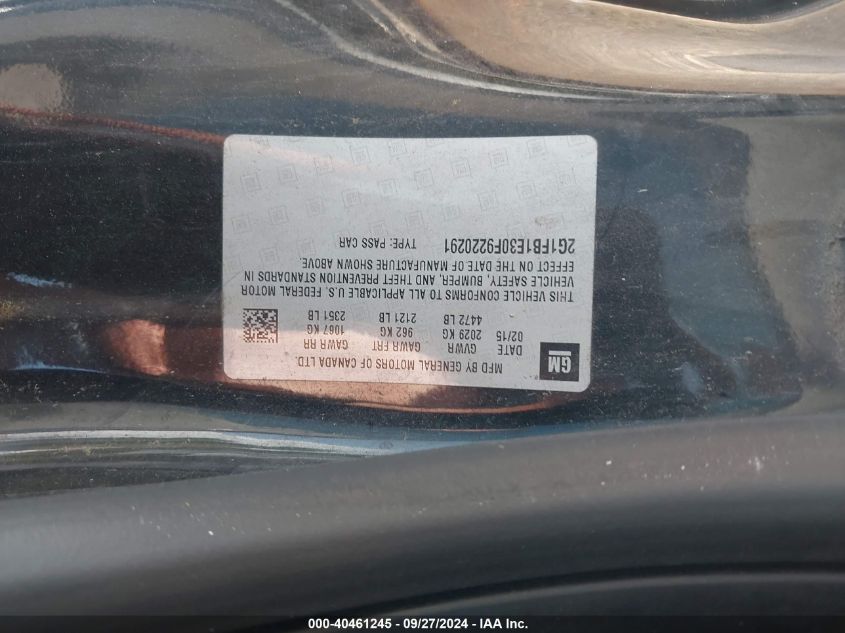 GM
MFD BY GENERAL MOTORS OF CANADA LTD.
DATE GVWR GAWR FRT GAWR RR
02/15 2029 KG 962 KG 1067 KG
4472 LB 2121 LB 2351 LB
THIS VEHICLE CONFORMS TO ALL APPLICABLE U.S. FEDERAL MOTOR
VEHICLE SAFETY, BUMPER, AND THEFT PREVENTION STANDARDS IN
EFFECT ON THE DATE OF MANUFACTURE SHOWN ABOVE.
2G1FB1E30F9220291 TYPE: PASS CAR
000-40461245 - 09/27/2024 - IAA Inc.